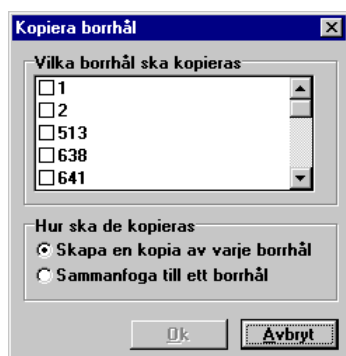 Kopiera borrhål
Vilka borrhål ska kopieras
1
2
513
638
641
Hur ska de kopieras
Skapa en kopia av varje borrhål
Sammanfoga till ett borrhål
Ok
Avbryt